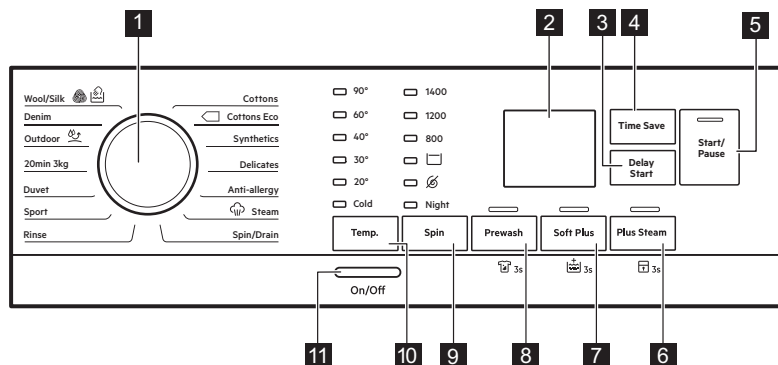 1
2
3
4
5
Wool/Silk
Denim
Outdoor
20min 3kg
Duvet
Sport
Rinse
Cottons
Cottons Eco
Synthetics
Delicates
Anti-allergy
Steam
Spin/Drain
90°
60°
40°
30°
20°
Cold
1400
1200
800
Night
Time Save
Delay
Start
Start/
Pause
Temp.
Spin
Prewash
Soft Plus
Plus Steam
3s
3s
3s
On/Off
11
10
9
8
7
6